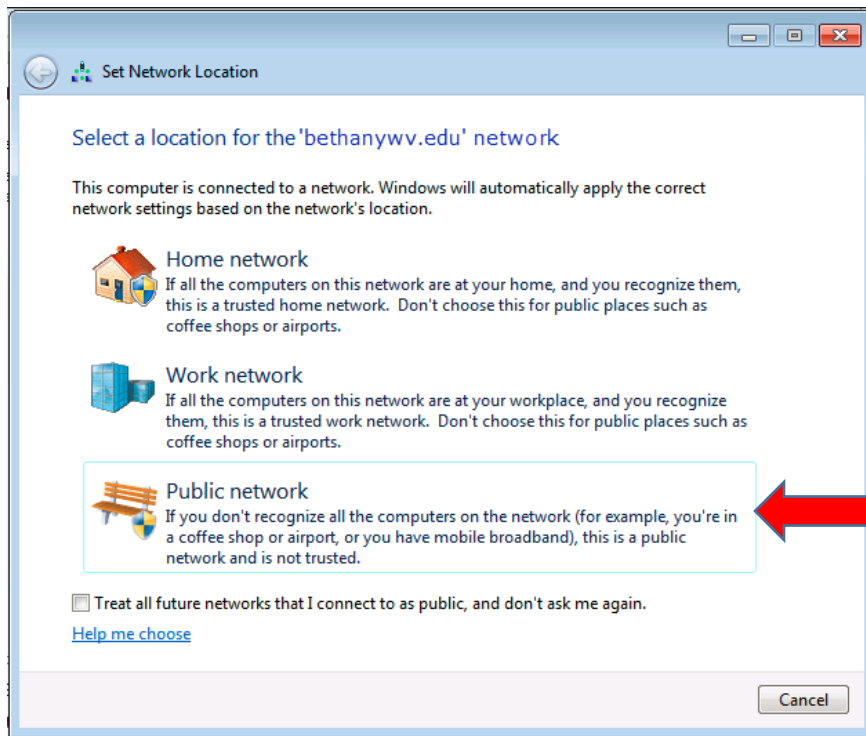 Set Network Location
Select a location for the 'bethanywv.edu' network
This computer is connected to a network. Windows will automatically apply the correct
network settings based on the network's location.
Home network
If all the computers on this network are at your home, and you recognize them,
this is a trusted home network.  Don't choose this for public places such as
coffee shops or airports.
Work network
If all the computers on this network are at your workplace, and you recognize
them, this is a trusted work network.  Don't choose this for public places such as
coffee shops or airports.
Public network
If you don't recognize all the computers on the network (for example, you're in
a coffee shop or airport, or you have mobile broadband), this is a public
network and is not trusted.
Treat all future networks that I connect to as public, and don't ask me again.
Help me choose
Cancel